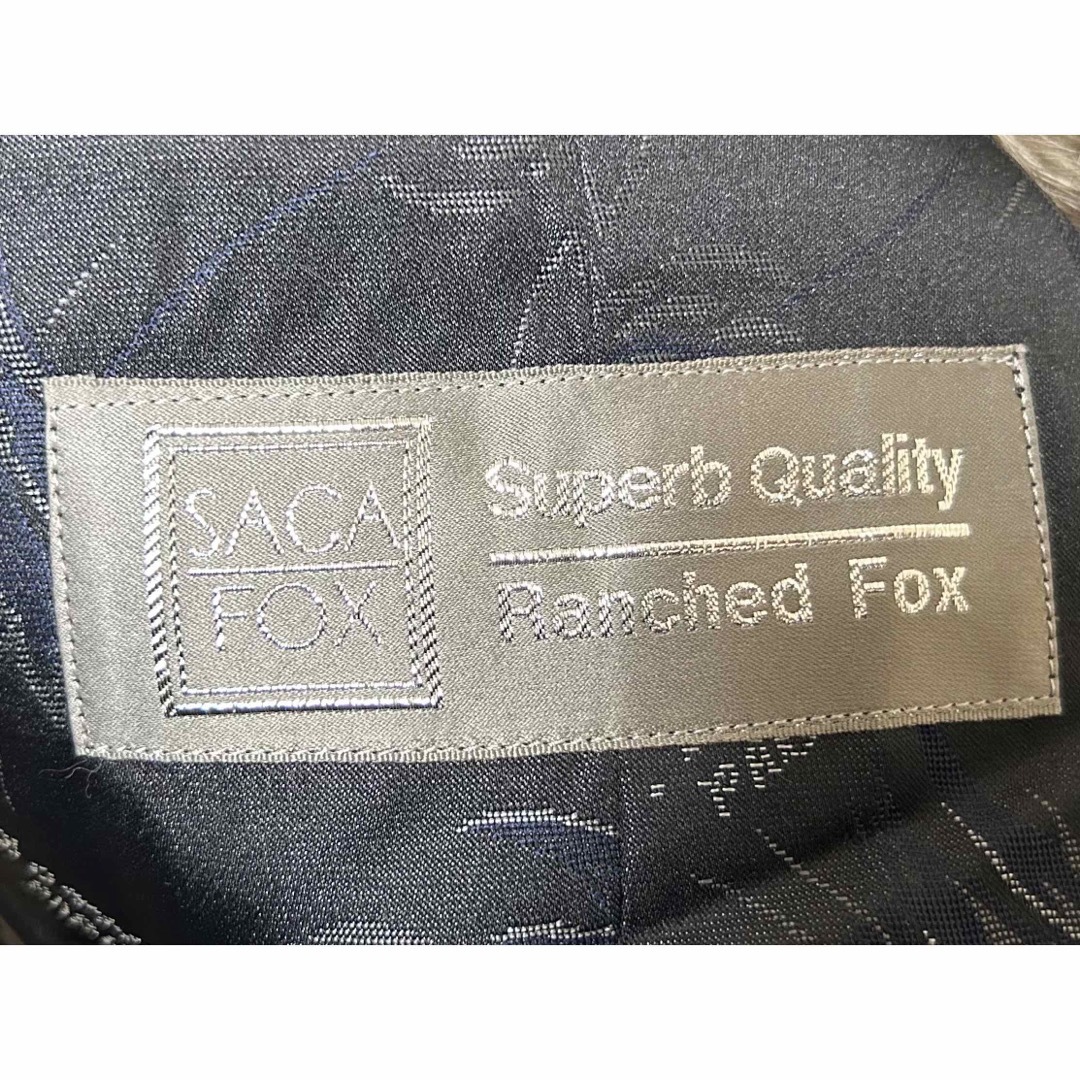 SAGA
FOX
Superb Quality
Ranched Fox